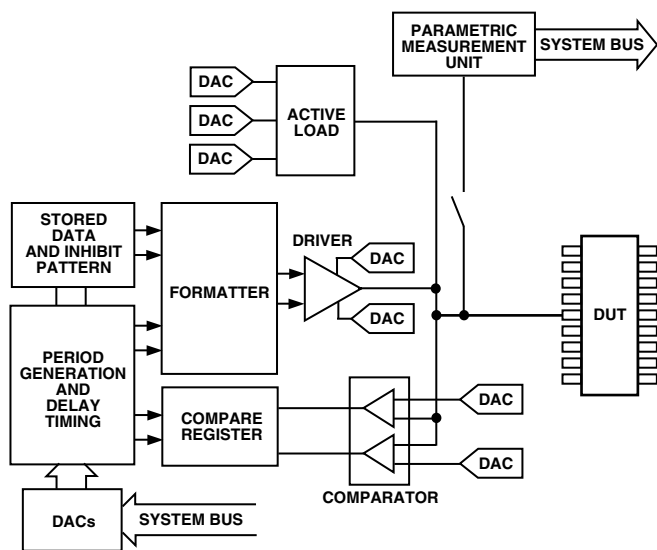 PARAMETRIC
MEASUREMENT
UNIT
SYSTEM BUS
DAC
DAC
DAC
ACTIVE
LOAD
STORED
DATA
AND INHIBIT
PATTERN
FORMATTER
DRIVER
DAC
DAC
DUT
PERIOD
GENERATION
AND
DELAY
TIMING
COMPARE
REGISTER
DAC
DAC
COMPARATOR
DACs
SYSTEM BUS